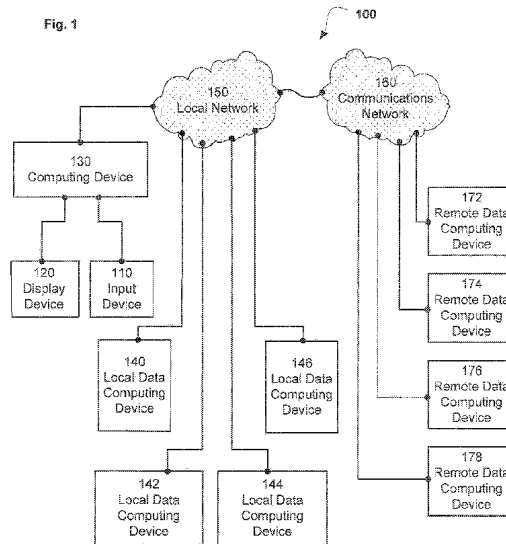 Fig. 1
100
150
Local Network
160
Communications
Network
130
Computing Device
120
Display
Device
110
Input
Device
140
Local Data
Computing
Device
146
Local Data
Computing
Device
142
Local Data
Computing
Device
144
Local Data
Computing
Device
172
Remote Data
Computing
Device
174
Remote Data
Computing
Device
176
Remote Data
Computing
Device
178
Remote Data
Computing
Device